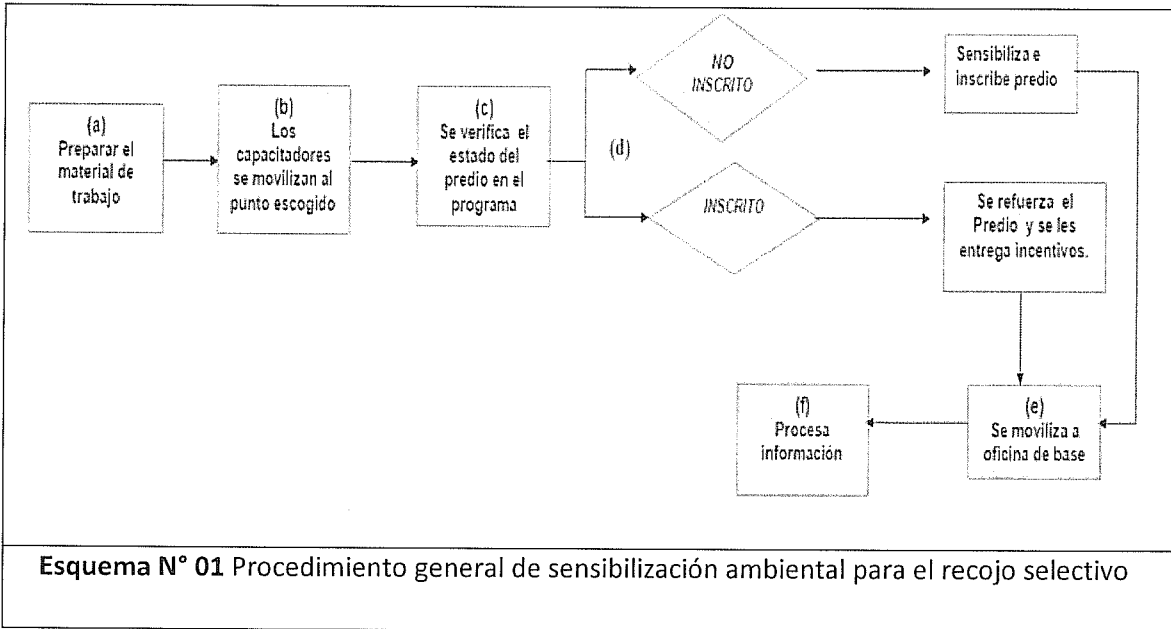 (a)
Preparar el
material de
trabajo
(b)
Los
capacitadores
se movilizan al
punto escogido
(c)
Se verifica el
estado del
predio en el
programa
(d)
NO
INSCRITO
Sensibiliza e
inscribe predio
INSCRITO
Se refuerza el
Predio y se les
entrega incentivos.
(e)
Se moviliza a
oficina de base
(f)
Procesa
información
Esquema N° 01 Procedimiento general de sensibilización ambiental para el recojo selectivo